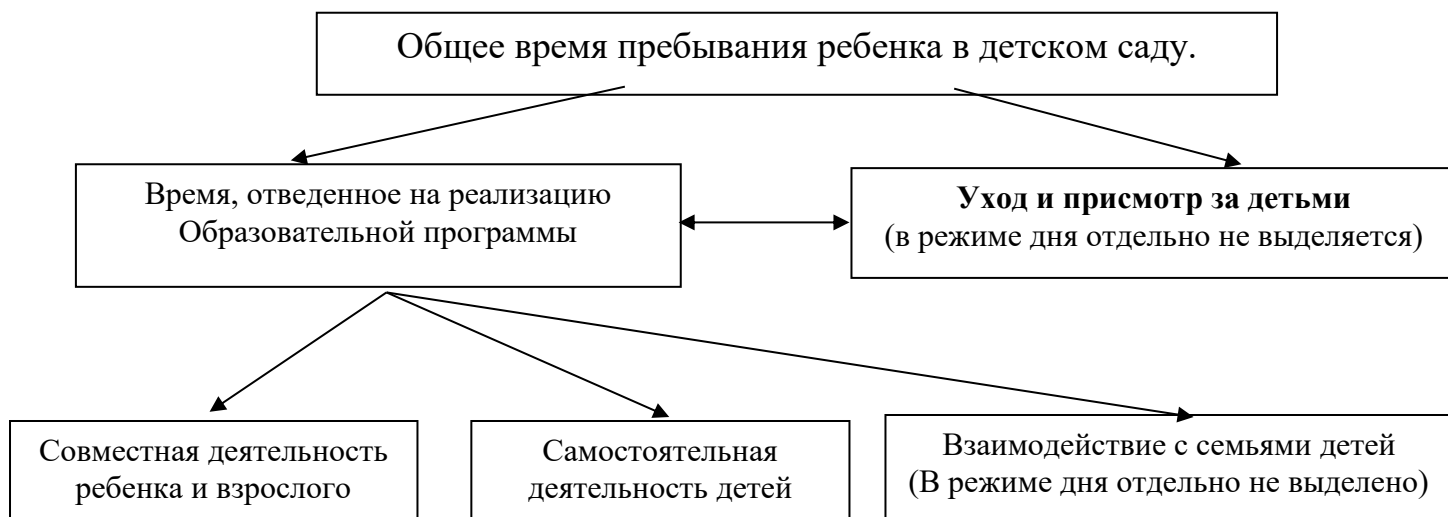 Общее время пребывания ребенка в детском саду.
Время, отведенное на реализацию
Образовательной программы
Уход и присмотр за детьми
(в режиме дня отдельно не выделяется)
Совместная деятельность
ребенка и взрослого
Самостоятельная
деятельность детей
Взаимодействие с семьями детей
(В режиме дня отдельно не выделено)